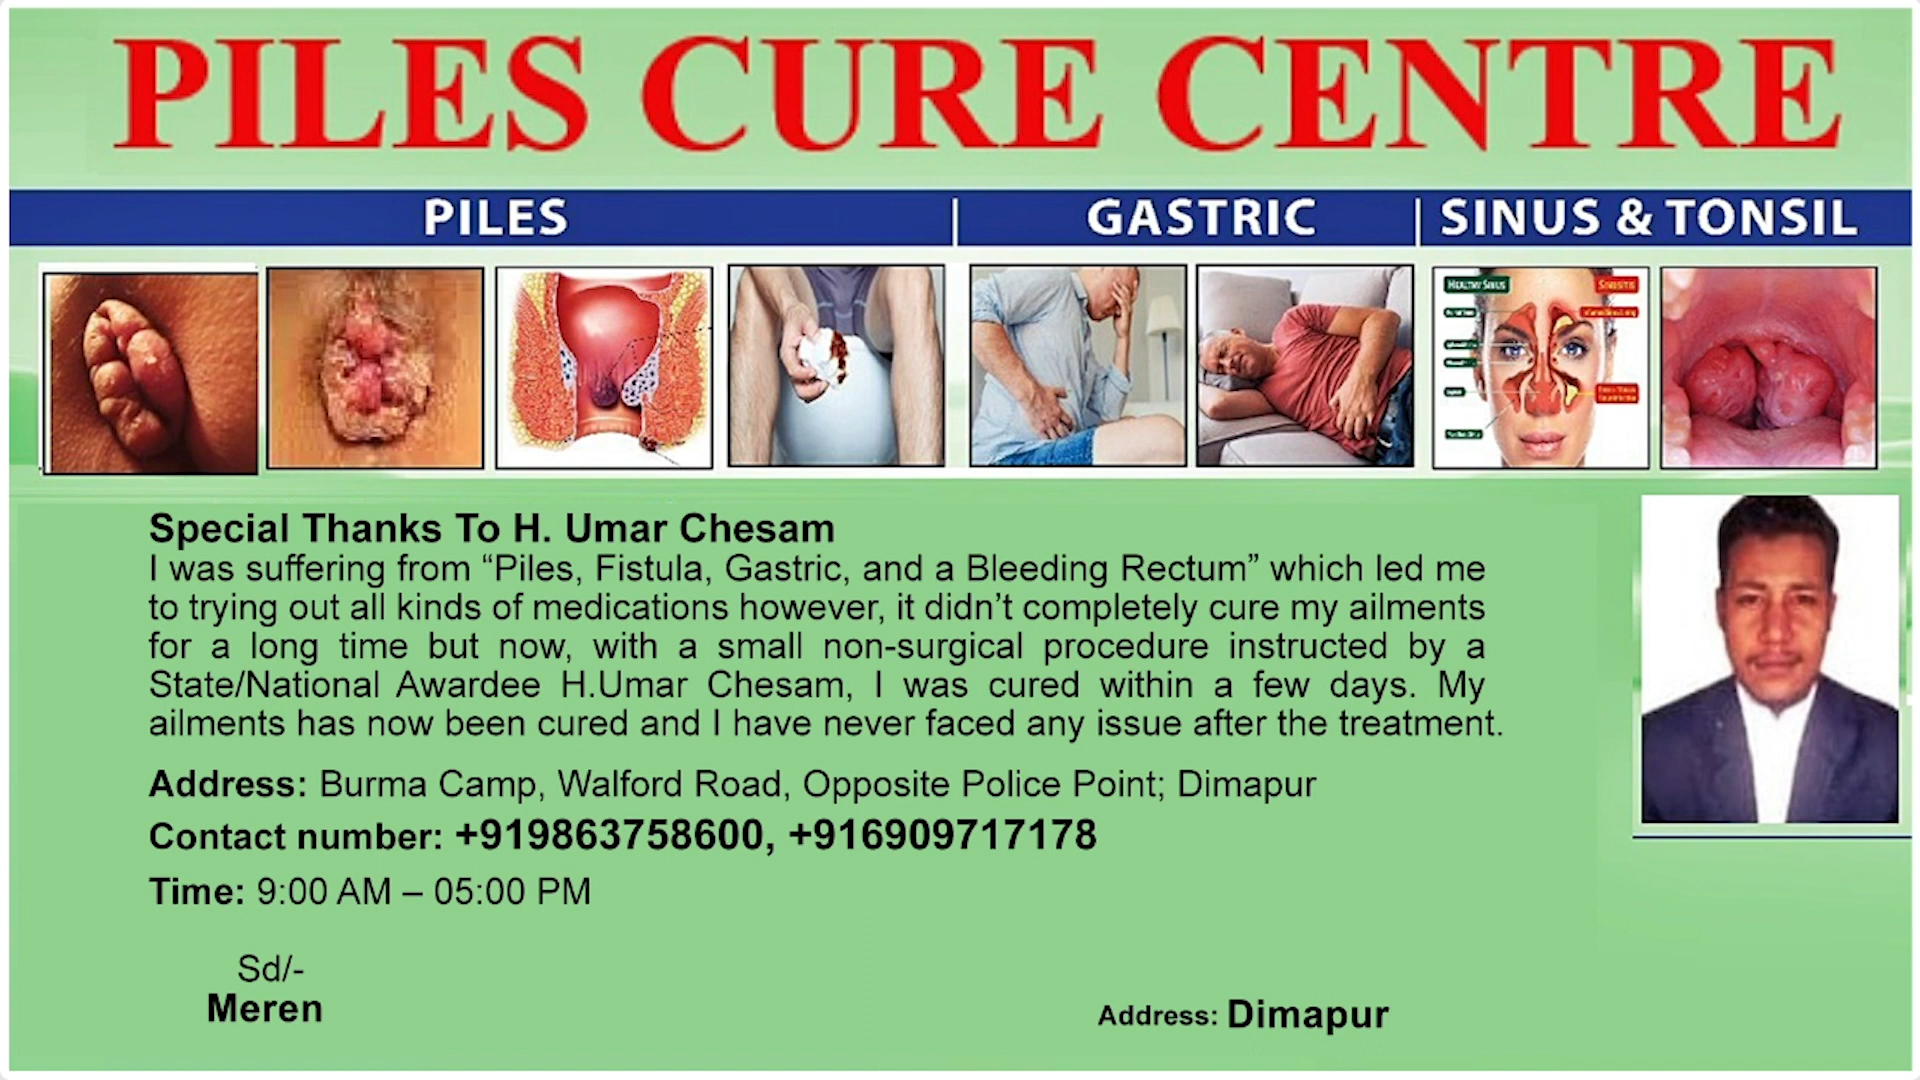 PILES CURE CENTRE
PILES | GASTRIC | SINUS & TONSIL
HEALTHY SINUS
SINUSITIS
Special Thanks To H. Umar Chesam
I was suffering from “Piles, Fistula, Gastric, and a Bleeding Rectum” which led me
to trying out all kinds of medications however, it didn’t completely cure my ailments
for a long time but now, with a small non-surgical procedure instructed by a
State/National Awardee H.Umar Chesam, I was cured within a few days. My
ailments has now been cured and I have never faced any issue after the treatment.
Address: Burma Camp, Walford Road, Opposite Police Point; Dimapur
Contact number: +919863758600, +916909717178
Time: 9:00 AM – 05:00 PM
Sd/-
Meren
Address: Dimapur